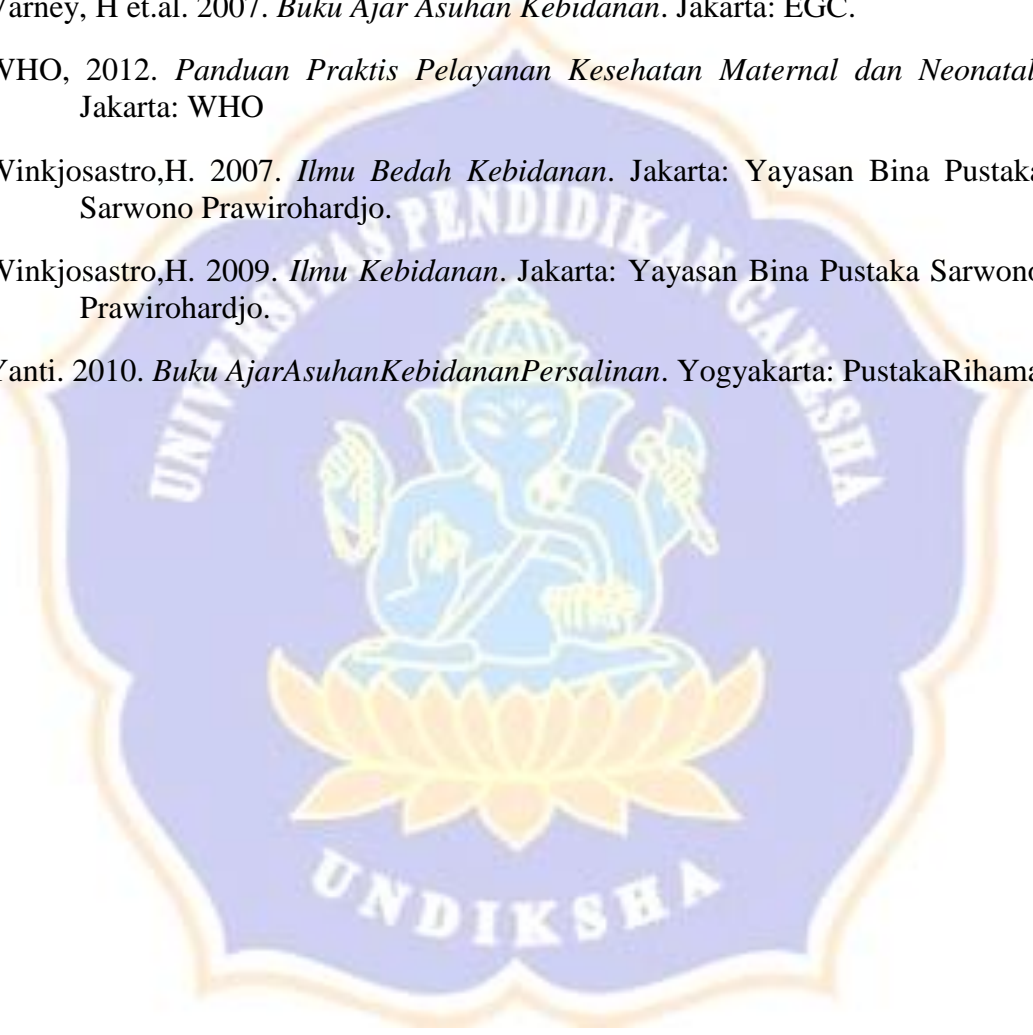 Varney, H et.al. 2007. Buku Ajar Asuhan Kebidanan. Jakarta: EGC.
WHO, 2012. Panduan Praktis Pelayanan Kesehatan Maternal dan Neonatal.
Jakarta: WHO
Winkjosastro,H. 2007. Ilmu Bedah Kebidanan. Jakarta: Yayasan Bina Pustaka
Sarwono Prawirohardjo.
Winkjosastro,H. 2009. Ilmu Kebidanan. Jakarta: Yayasan Bina Pustaka Sarwono
Prawirohardjo.
Yanti. 2010. Buku AjarAsuhanKebidananPersalinan. Yogyakarta: PustakaRihama
UNIVERSITAS PENDIDIKAN GANESHA
UNDIKSHA